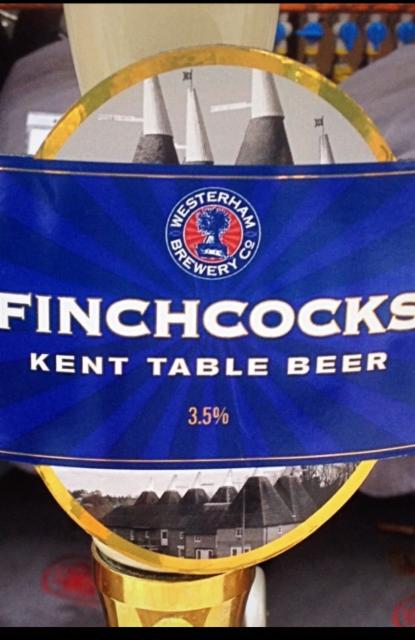 WESTERHAM
BREWERY Cº
FINCHCOCKS
KENT TABLE BEER
3.5%